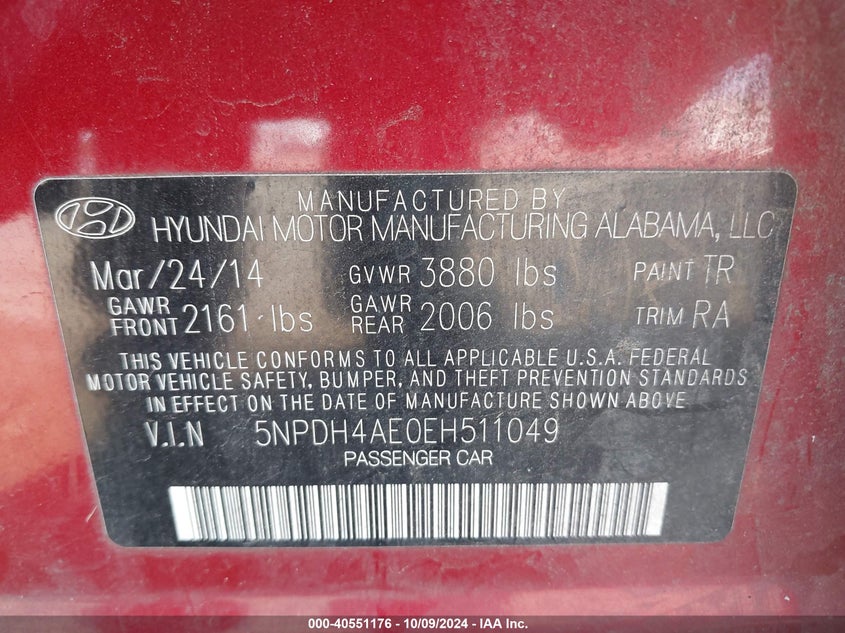 MANUFACTURED BY
HYUNDAI MOTOR MANUFACTURING ALABAMA, LLC
Mar/24/14 GVWR 3880 lbs PAINT TR
GAWR FRONT 2161 lbs GAWR REAR 2006 lbs TRIM RA
THIS VEHICLE CONFORMS TO ALL APPLICABLE U.S.A. FEDERAL
MOTOR VEHICLE SAFETY, BUMPER, AND THEFT PREVENTION STANDARDS
IN EFFECT ON THE DATE OF MANUFACTURE SHOWN ABOVE
V.I.N 5NPDH4AE0EH511049
PASSENGER CAR
000-40551176 - 10/09/2024 - IAA Inc.